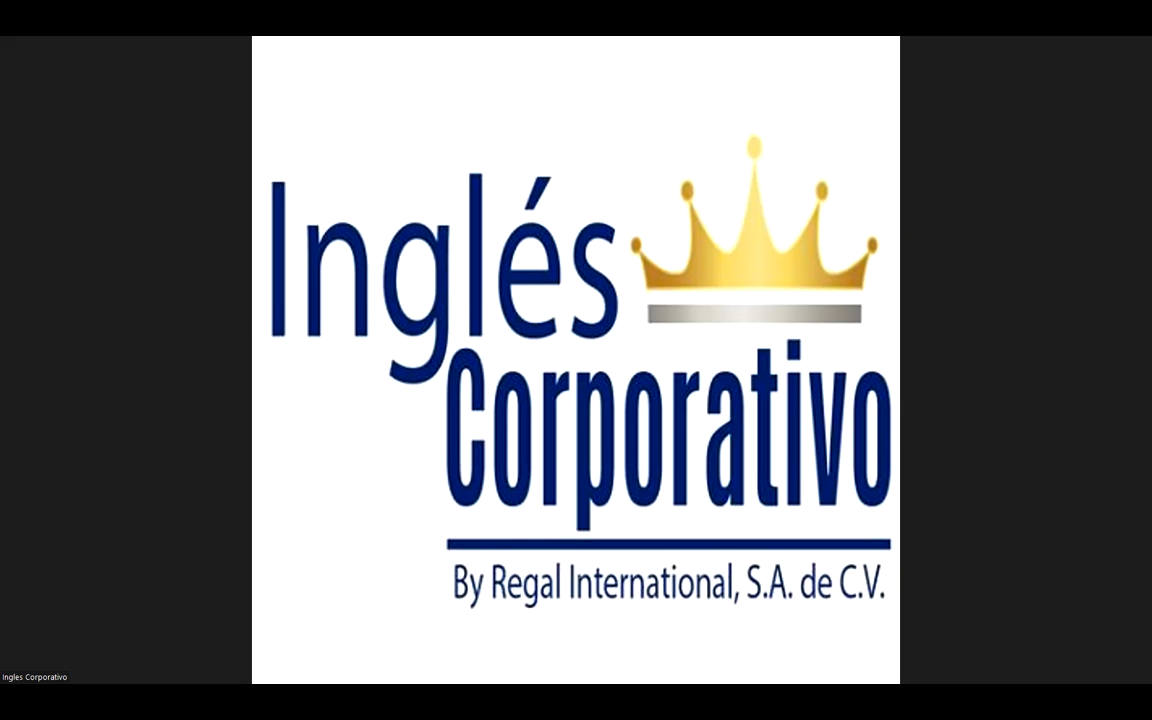 Inglés
Corporativo
By Regal International, S.A. de C.V.
Ingles Corporativo